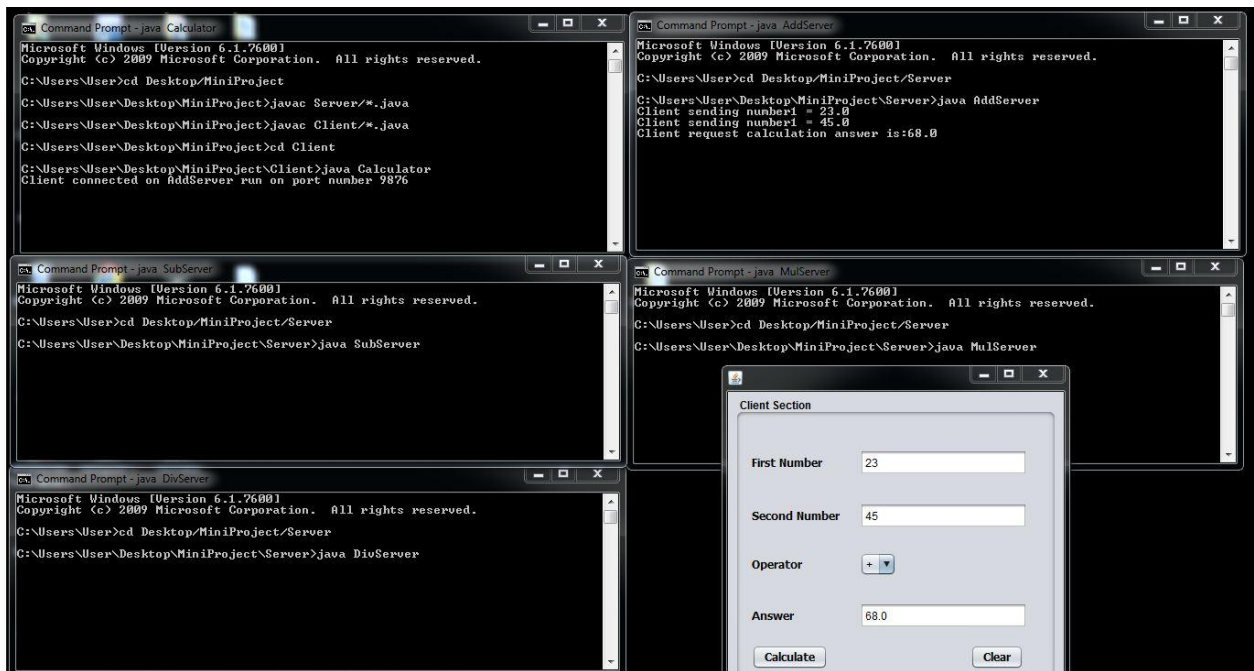 Command Prompt - java Calculator
Microsoft Windows [Version 6.1.7600]
Copyright (c) 2009 Microsoft Corporation. All rights reserved.
C:\Users\User>cd Desktop/MiniProject
C:\Users\User\Desktop\MiniProject>javac Server/*.java
C:\Users\User\Desktop\MiniProject>javac Client/*.java
C:\Users\User\Desktop\MiniProject>cd Client
C:\Users\User\Desktop\MiniProject\Client>java Calculator
Client connected on AddServer run on port number 9876
Command Prompt - java AddServer
Microsoft Windows [Version 6.1.7600]
Copyright (c) 2009 Microsoft Corporation. All rights reserved.
C:\Users\User>cd Desktop/MiniProject/Server
C:\Users\User\Desktop\MiniProject\Server>java AddServer
Client sending number1 = 23.0
Client sending number1 = 45.0
Client request calculation answer is:68.0
Command Prompt - java SubServer
Microsoft Windows [Version 6.1.7600]
Copyright (c) 2009 Microsoft Corporation. All rights reserved.
C:\Users\User>cd Desktop/MiniProject/Server
C:\Users\User\Desktop\MiniProject\Server>java SubServer
Command Prompt - java MulServer
Microsoft Windows [Version 6.1.7600]
Copyright (c) 2009 Microsoft Corporation. All rights reserved.
C:\Users\User>cd Desktop/MiniProject/Server
C:\Users\User\Desktop\MiniProject\Server>java MulServer
Command Prompt - java DivServer
Microsoft Windows [Version 6.1.7600]
Copyright (c) 2009 Microsoft Corporation. All rights reserved.
C:\Users\User>cd Desktop/MiniProject/Server
C:\Users\User\Desktop\MiniProject\Server>java DivServer
Client Section
First Number 23
Second Number 45
Operator +
Answer 68.0
Calculate Clear